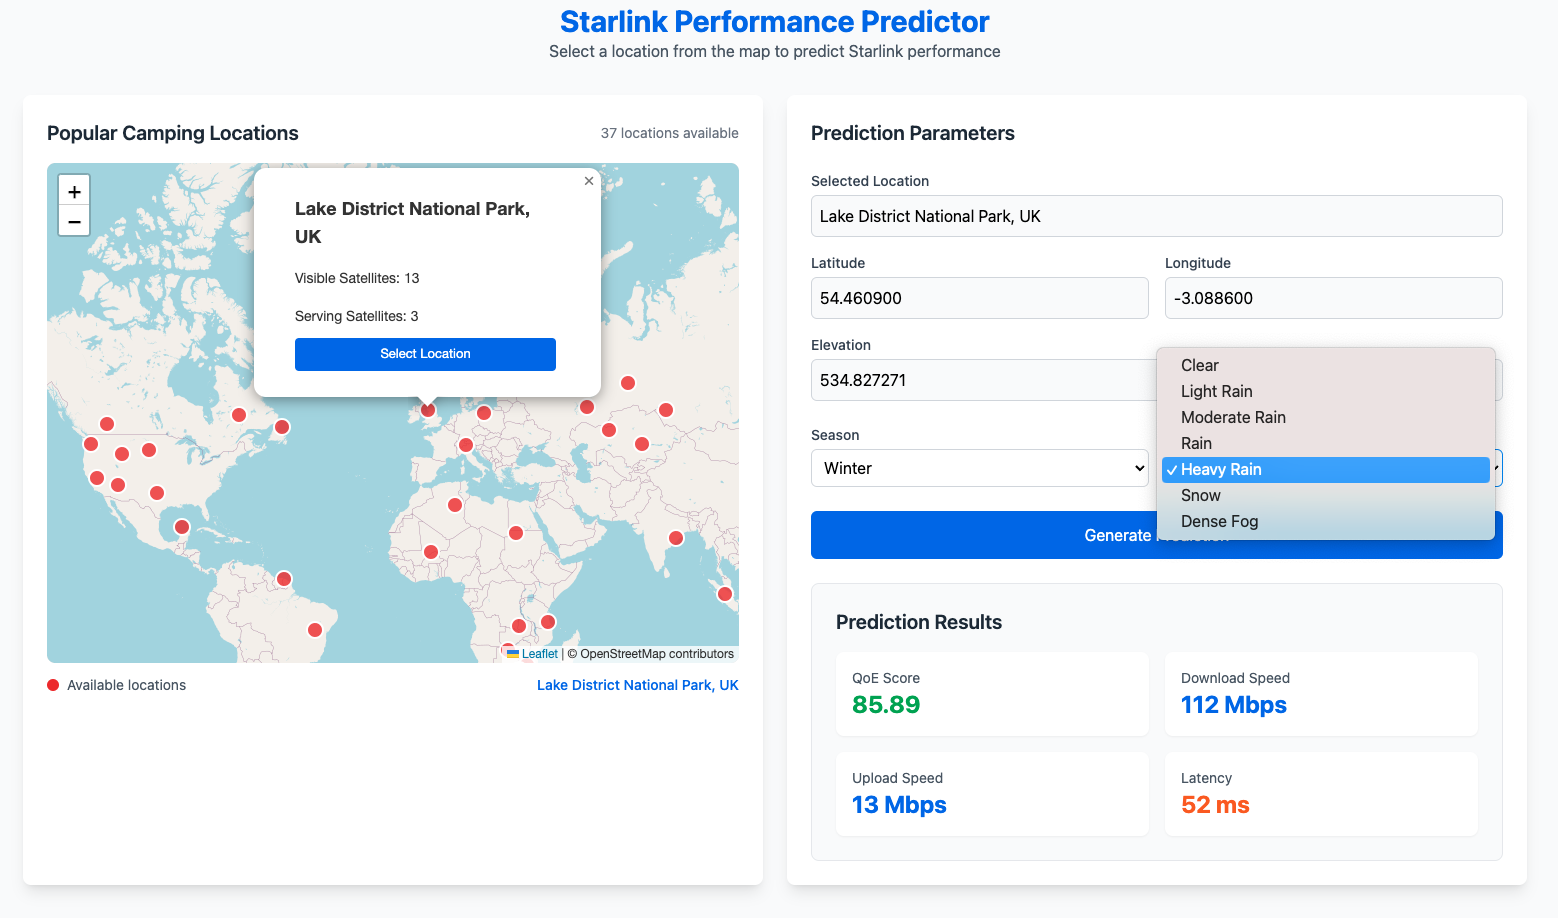 Starlink Performance Predictor
Select a location from the map to predict Starlink performance
Popular Camping Locations
37 locations available
+
−
×
Lake District National Park,
UK
Visible Satellites: 13
Serving Satellites: 3
Select Location
Leaflet | © OpenStreetMap contributors
Available locations
Lake District National Park, UK
Prediction Parameters
Selected Location
Lake District National Park, UK
Latitude
Longitude
54.460900
-3.088600
Elevation
534.827271
Season
Winter
Clear
Light Rain
Moderate Rain
Rain
✓ Heavy Rain
Snow
Dense Fog
Generate
Prediction Results
QoE Score
85.89
Download Speed
112 Mbps
Upload Speed
13 Mbps
Latency
52 ms